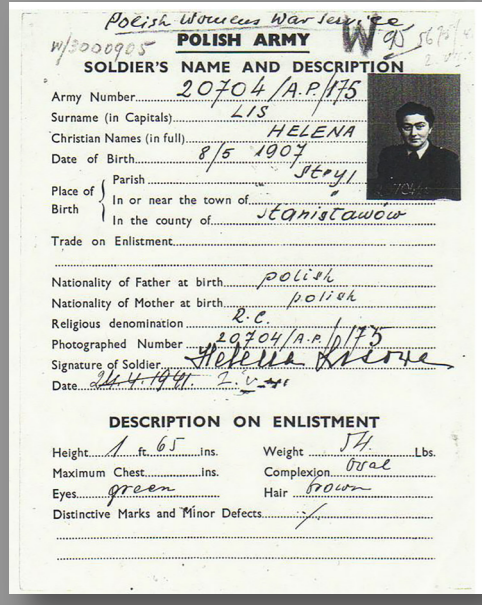 Polish Womens War service
W/3000905
W 95
POLISH ARMY
SOLDIER'S NAME AND DESCRIPTION
Army Number 20704/A.P./175
Surname (in Capitals) LIS
Christian Names (in full) HELENA
Date of Birth 8/5 1907
Place of Birth
Parish Stryj
In or near the town of
In the county of Stanisławów
Trade on Enlistment
Nationality of Father at birth polish
Nationality of Mother at birth polish
Religious denomination R.C.
Photographed Number 20704/A.P./175
Signature of Soldier Helena Lisowa
Date 24.4.1941.
DESCRIPTION ON ENLISTMENT
Height 1 ft. 65 ins. Weight 54 Lbs.
Maximum Chest ins. Complexion Oval
Eyes green Hair brown
Distinctive Marks and Minor Defects /